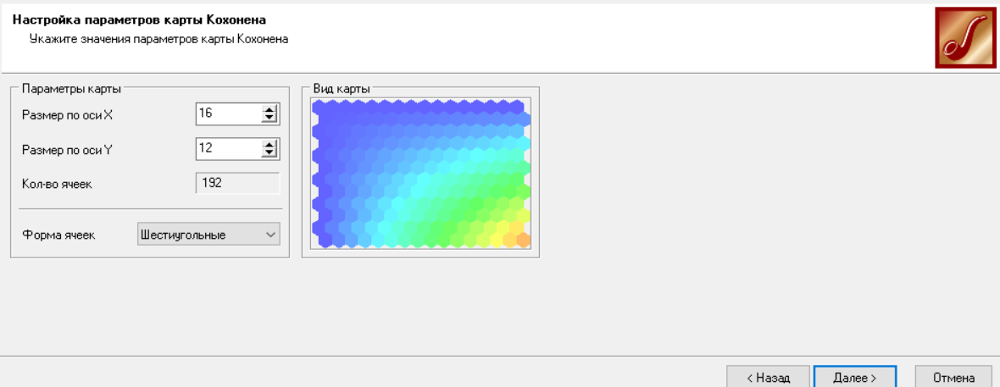 Настройка параметров карты Кохонена
Укажите значения параметров карты Кохонена
Параметры карты
Размер по оси X
16
Размер по оси Y
12
Кол-во ячеек
192
Форма ячеек
Шестиугольные
Вид карты
< Назад
Далее >
Отмена